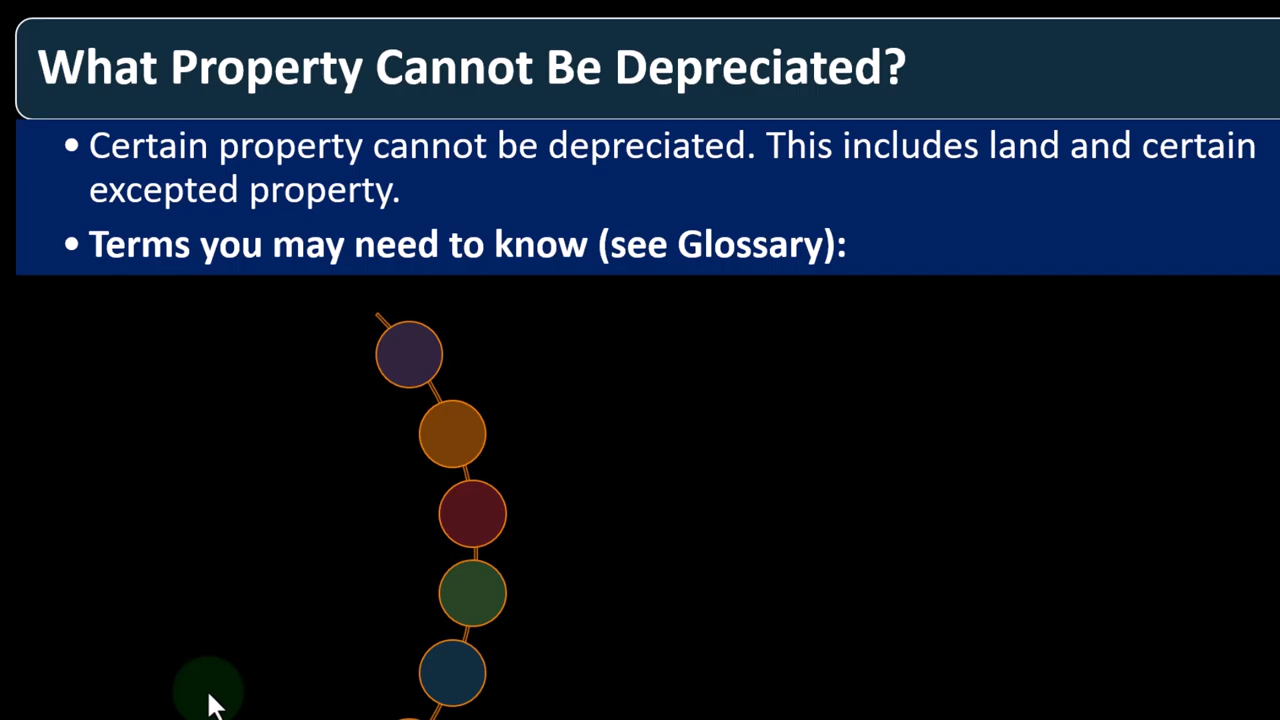 What Property Cannot Be Depreciated?
• Certain property cannot be depreciated. This includes land and certain
excepted property.
• Terms you may need to know (see Glossary):